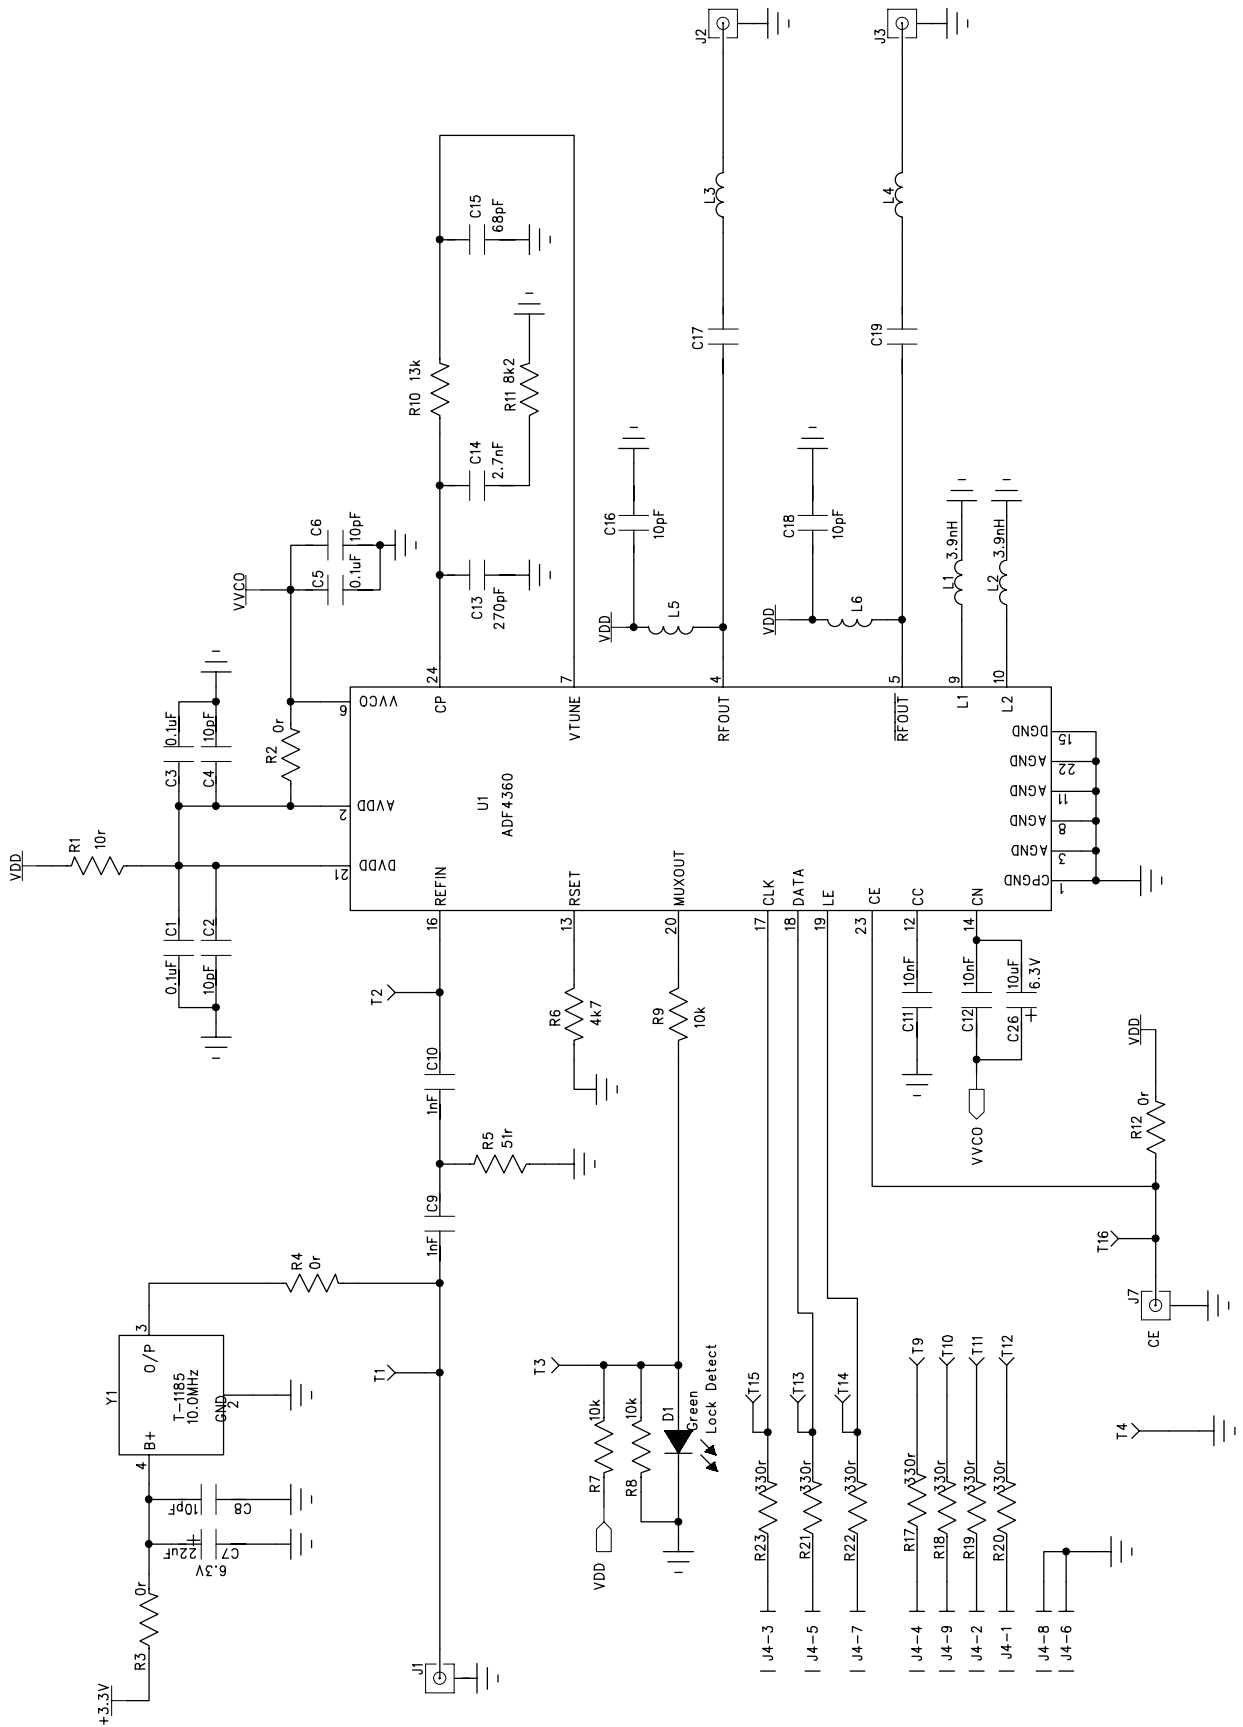 J2
J3
L3
L4
C15
68pF
C17
C19
R10 13k
R11 8k2
C14
2.7nF
C16
10pF
C18
10pF
C6
10pF
C5
0.1uF
VVCO
C13
270pF
VDD
L5
VDD
L6
L1
3.9nH
L2
3.9nH
0.1uF
C3
10pF
C4
R2
0r
6
VVCO
24
CP
7
VTUNE
4
RFOUT
5
RFOUT
9
L1
10
L2
VDD
R1
10r
2
AVDD
21
DVDD
U1
ADF4360
DGND
15
AGND
22
AGND
11
AGND
8
AGND
3
CPGND
1
C1
0.1uF
C2
10pF
REFIN
16
RSET
13
MUXOUT
20
CLK
17
DATA
18
LE
19
CE
23
CC
12
CN
14
T2
C10
1nF
R6
4k7
R9
10k
10nF
C11
10nF
C12
10uF
6.3V
C26
+
VVCO
VDD
R12
0r
R5
51r
C9
1nF
R4
0r
T16
J7
CE
Y1
T-1185
10.0MHz
3
O/P
GND
2
B+
4
T1
T3
R7
10k
R8
10k
D1
Green
Lock Detect
VDD
T15
T13
T14
R23
330r
R21
330r
R22
330r
T9
T10
T11
T12
R17
330r
R18
330r
R19
330r
R20
330r
T4
10pF
C8
22uF
+
C7
6.3V
R3
0r
+3.3V
J1
J4-3
J4-5
J4-7
J4-4
J4-9
J4-2
J4-1
J4-8
J4-6